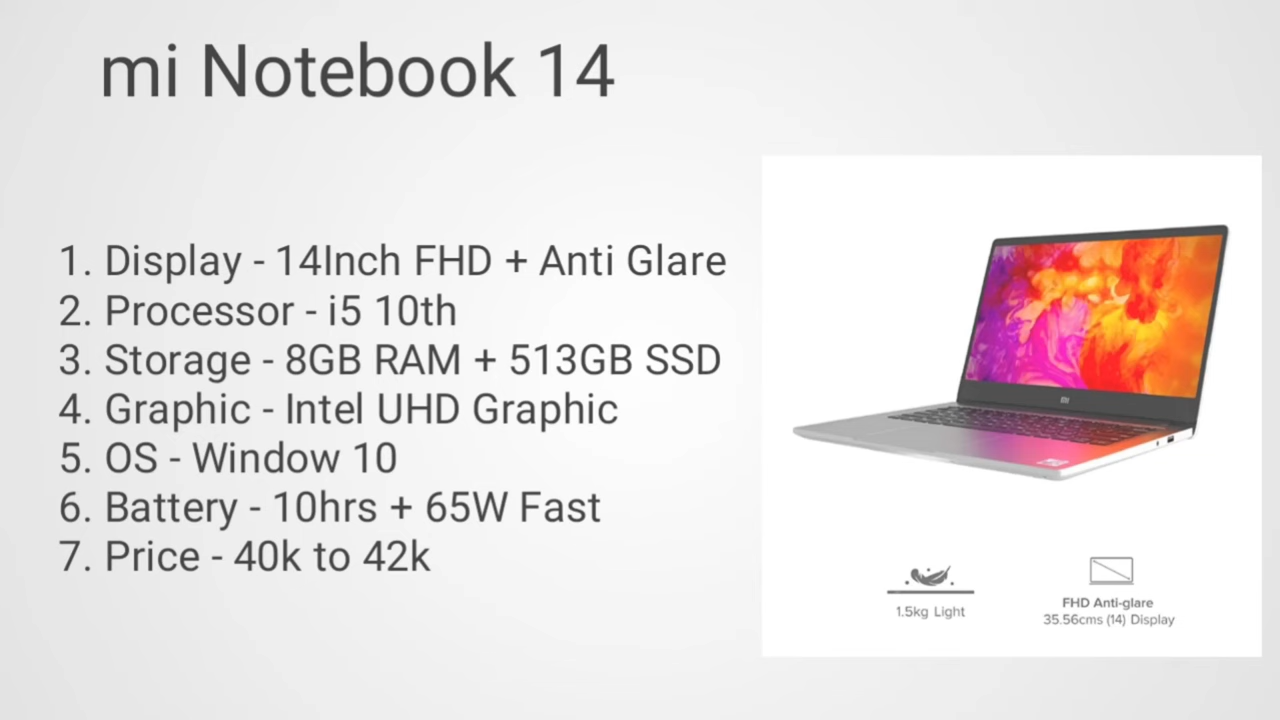 mi Notebook 14
1. Display - 14Inch FHD + Anti Glare
2. Processor - i5 10th
3. Storage - 8GB RAM + 513GB SSD
4. Graphic - Intel UHD Graphic
5. OS - Window 10
6. Battery - 10hrs + 65W Fast
7. Price - 40k to 42k
MI
1.5kg Light
FHD Anti-glare
35.56cms (14) Display